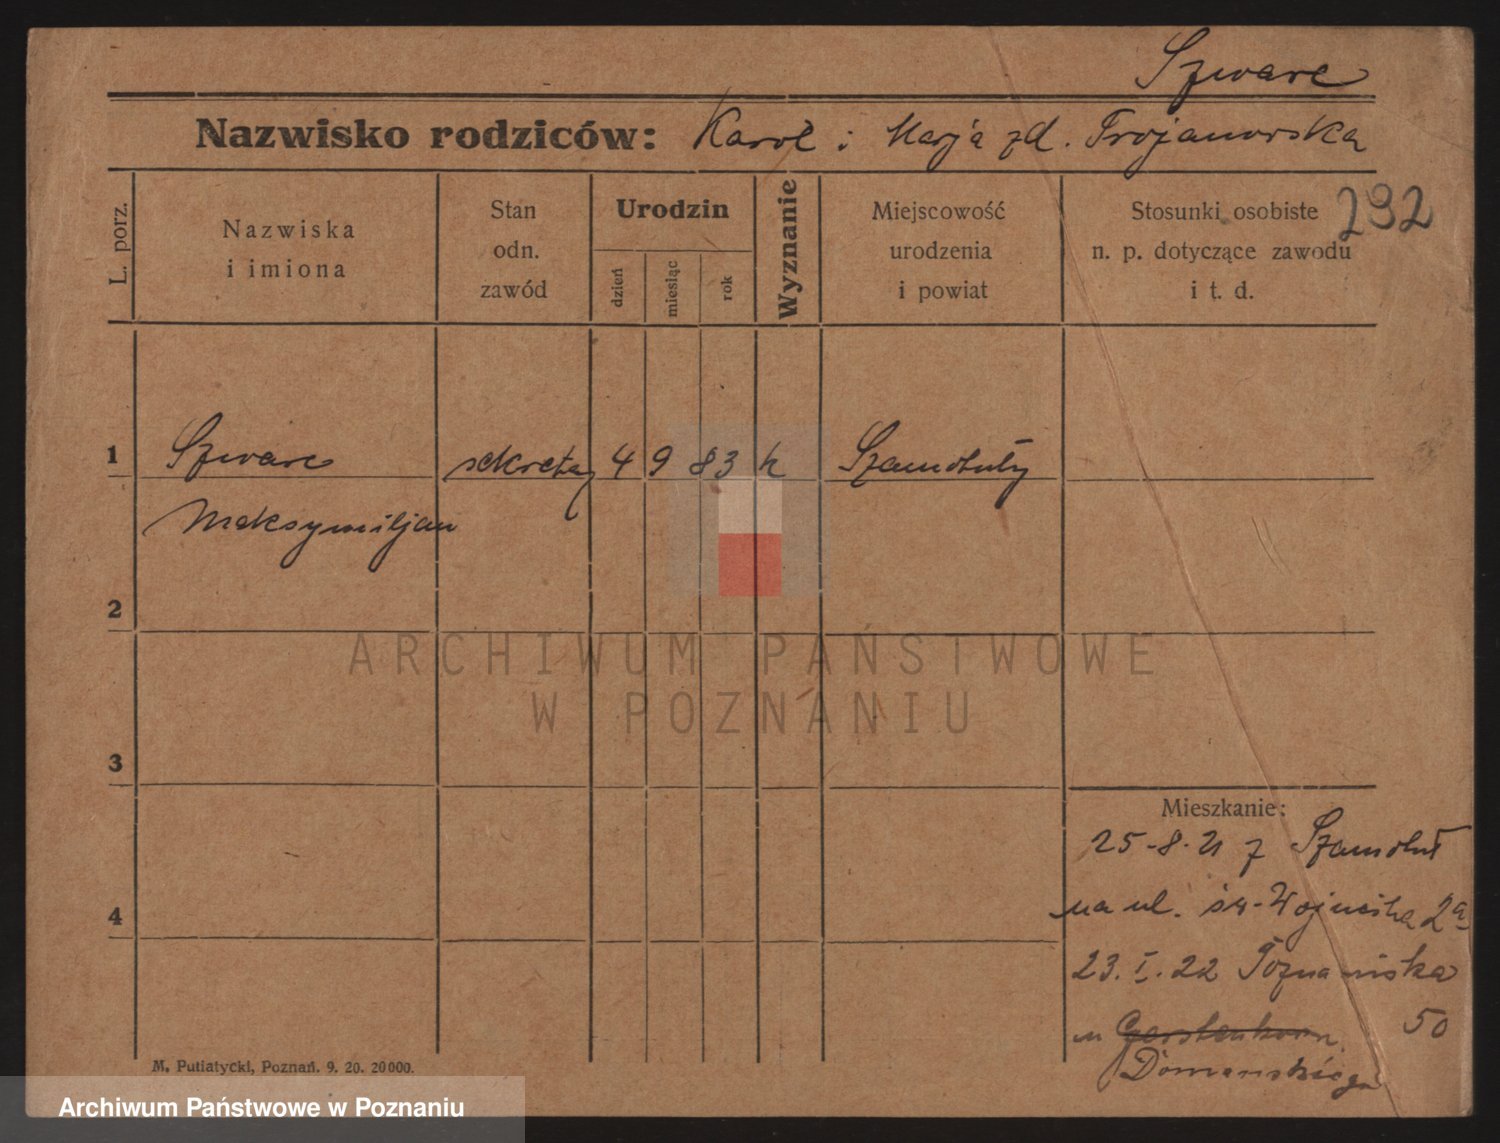 Szwarc
Nazwisko rodziców: Karol i Marja zd. Trojanowska
292
L. porz.
Nazwiska
i imiona
Stan
odn.
zawód
Urodzin
dzień
miesiąc
rok
Wyznanie
Miejscowość
urodzenia
i powiat
Stosunki osobiste
n. p. dotyczące zawodu
i t. d.
1 Szwarc sekretarz 4 9 83 k Szamotuły
Maksymiljan
2
3
4
ARCHIWUM PAŃSTWOWE
W POZNANIU
Mieszkanie:
25-8-21 z Szamotuł
na ul. św. Wojciecha 2a
23. I. 22 Poznańska
50
u Gerstenkorn
Domańskiego
M. Putiatycki, Poznań. 9. 20. 20000.
Archiwum Państwowe w Poznaniu